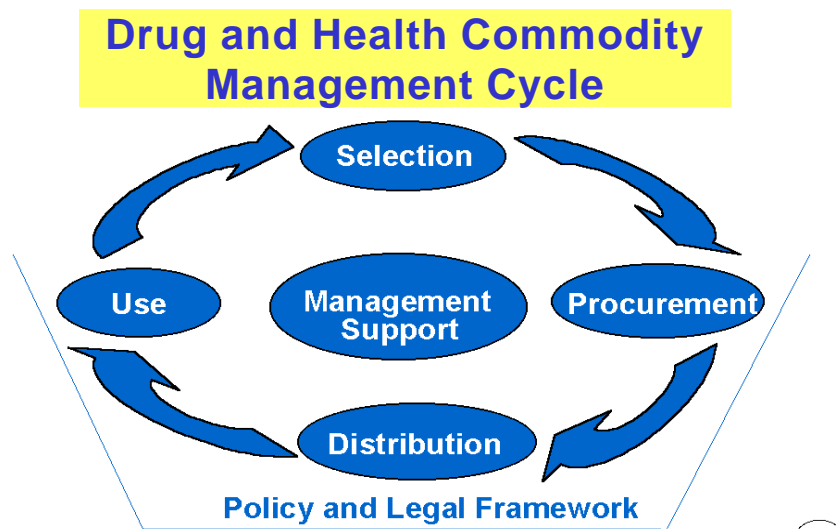 Drug and Health Commodity
Management Cycle
Selection
Use
Management
Support
Procurement
Distribution
Policy and Legal Framework